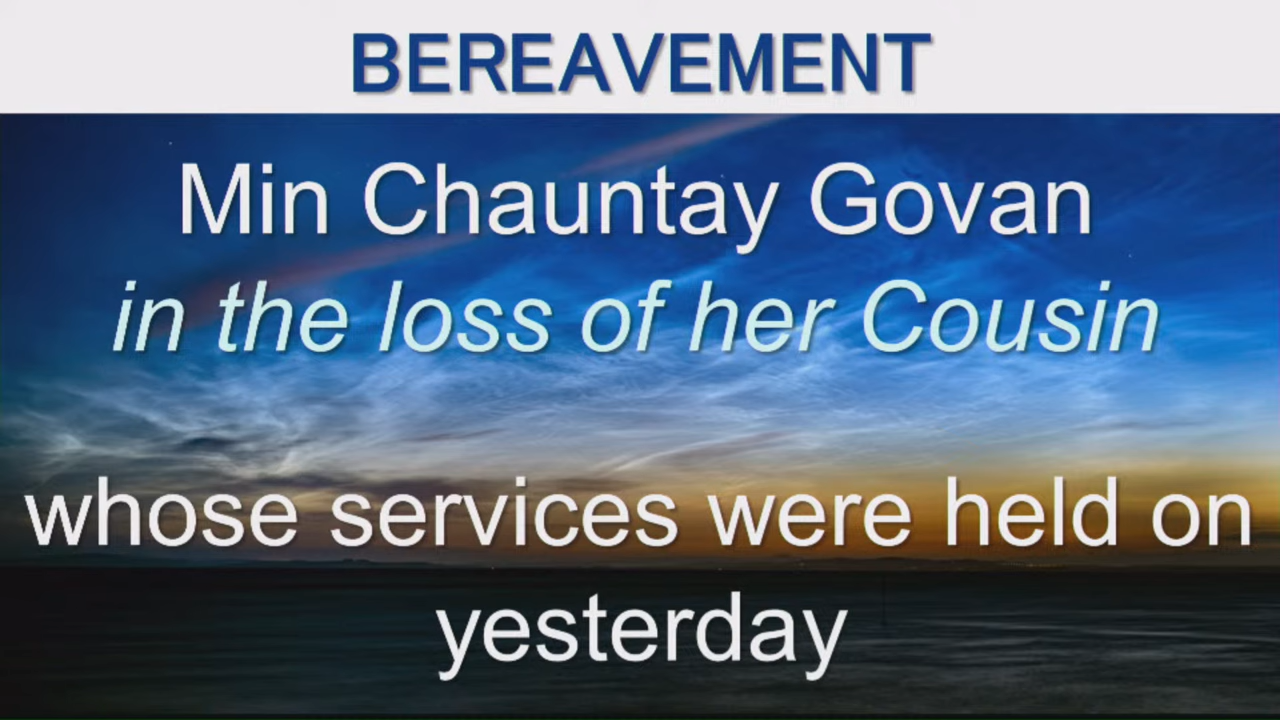 BEREAVEMENT
Min Chauntay Govan
in the loss of her Cousin
whose services were held on
yesterday